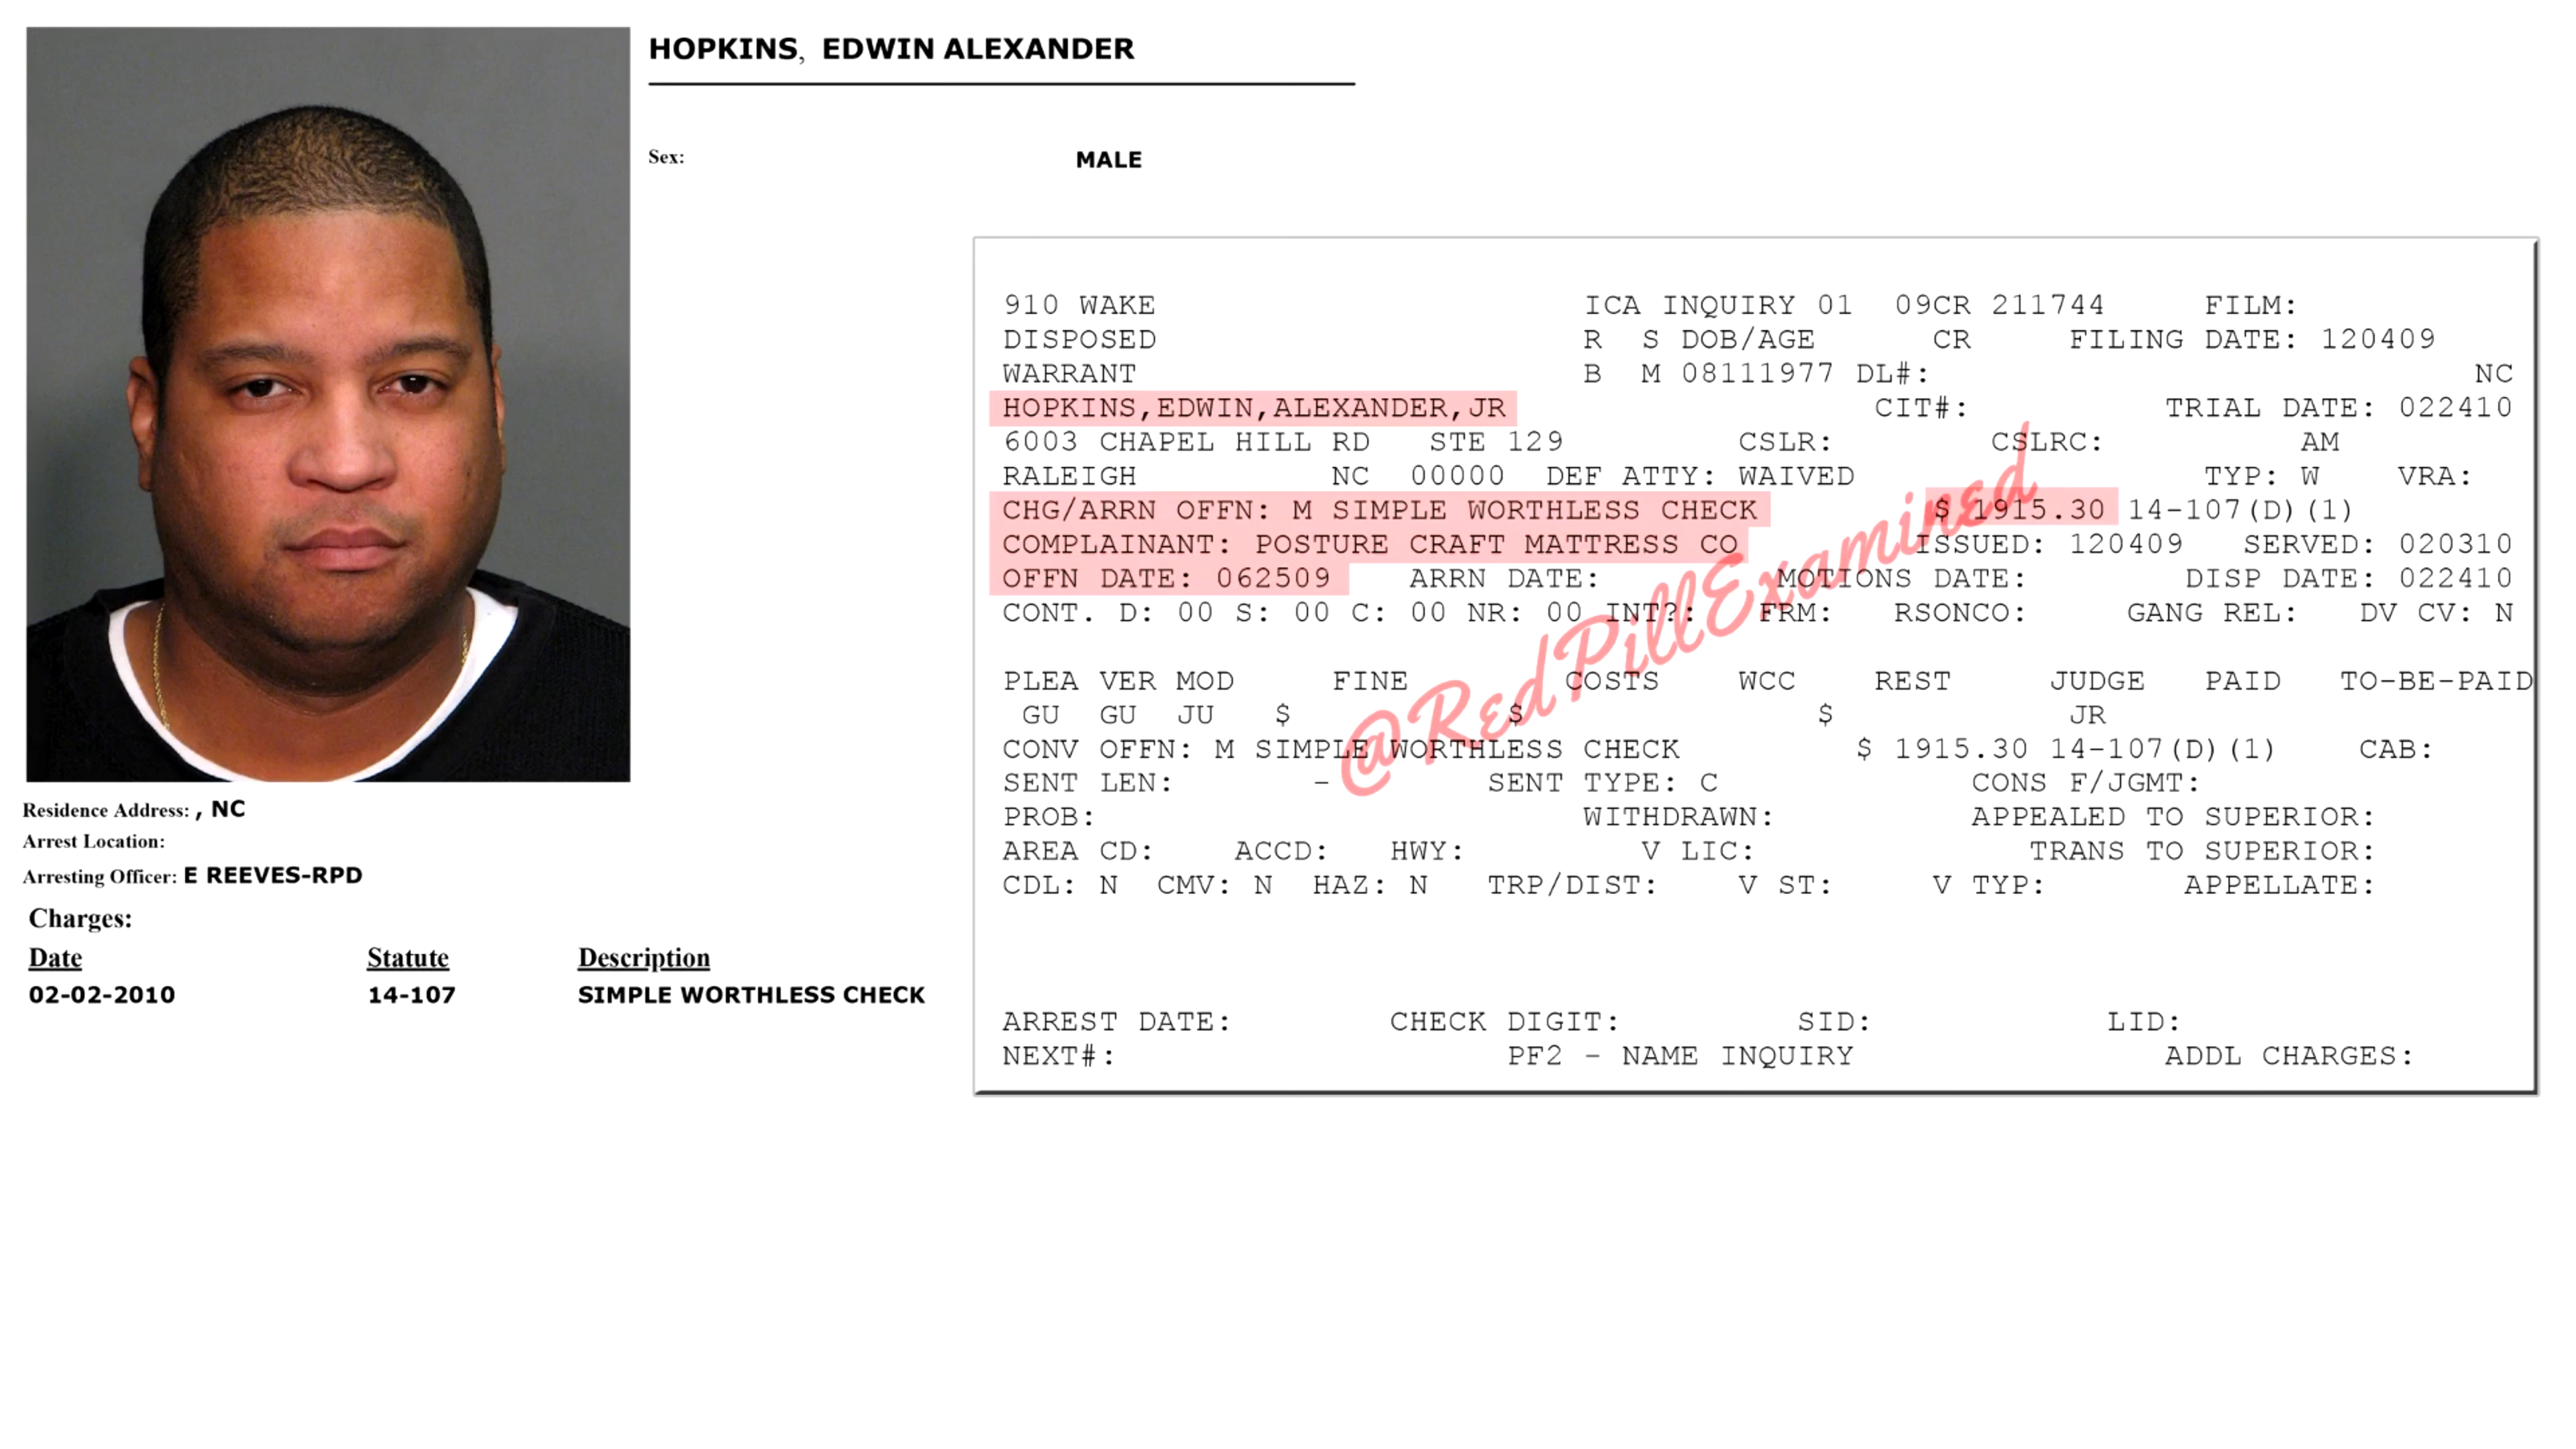 HOPKINS, EDWIN ALEXANDER
Sex: MALE
Residence Address: , NC
Arrest Location:
Arresting Officer: E REEVES-RPD
Charges:
Date Statute Description
02-02-2010 14-107 SIMPLE WORTHLESS CHECK
910 WAKE ICA INQUIRY 01 09CR 211744 FILM:
DISPOSED R S DOB/AGE CR FILING DATE: 120409
WARRANT B M 08111977 DL#: NC
HOPKINS,EDWIN,ALEXANDER,JR CIT#: TRIAL DATE: 022410
6003 CHAPEL HILL RD STE 129 CSLR: CSLRC: AM
RALEIGH NC 00000 DEF ATTY: WAIVED TYP: W VRA:
CHG/ARRN OFFN: M SIMPLE WORTHLESS CHECK $ 1915.30 14-107(D)(1)
COMPLAINANT: POSTURE CRAFT MATTRESS CO ISSUED: 120409 SERVED: 020310
OFFN DATE: 062509 ARRN DATE: MOTIONS DATE: DISP DATE: 022410
CONT. D: 00 S: 00 C: 00 NR: 00 INT?: FRM: RSONCO: GANG REL: DV CV: N
PLEA VER MOD FINE COSTS WCC REST JUDGE PAID TO-BE-PAID
GU GU JU $ $ $ JR
CONV OFFN: M SIMPLE WORTHLESS CHECK $ 1915.30 14-107(D)(1) CAB:
SENT LEN: - SENT TYPE: C CONS F/JGMT:
PROB: WITHDRAWN: APPEALED TO SUPERIOR:
AREA CD: ACCD: HWY: V LIC: TRANS TO SUPERIOR:
CDL: N CMV: N HAZ: N TRP/DIST: V ST: V TYP: APPELLATE:
ARREST DATE: CHECK DIGIT: SID: LID:
NEXT#: PF2 - NAME INQUIRY ADDL CHARGES:
@RedPillExamined